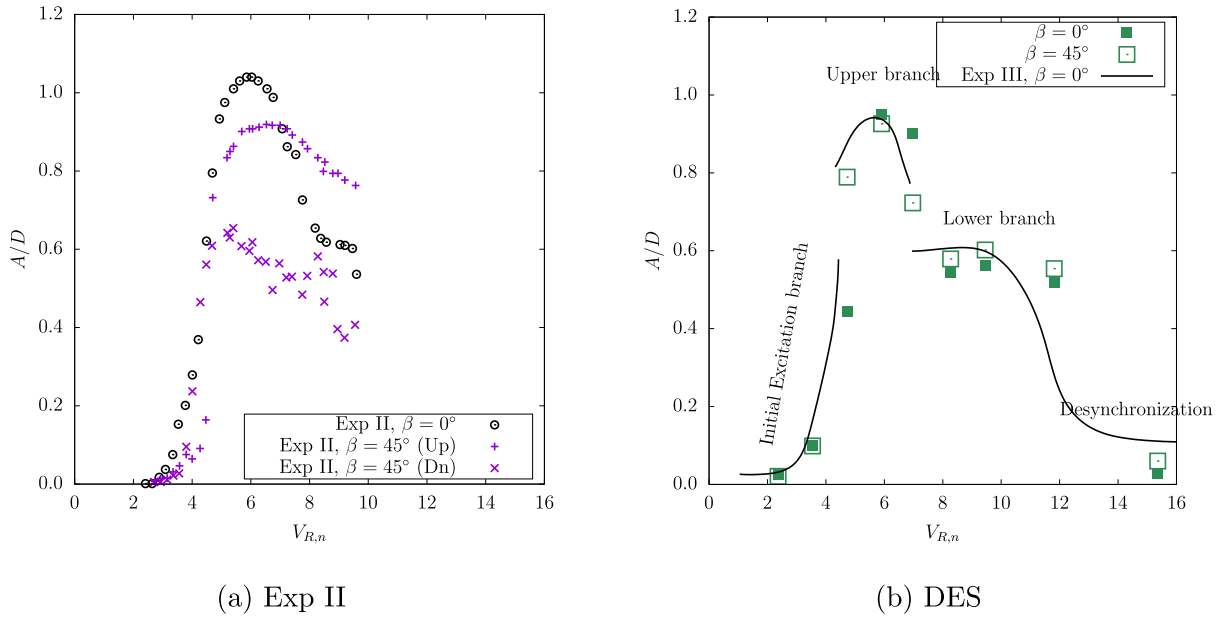 1.2
1.0
0.8
0.6
0.4
0.2
0.0
A/D
0 2 4 6 8 10 12 14 16
V_{R,n}
Exp II, β = 0°
Exp II, β = 45° (Up)
Exp II, β = 45° (Dn)
(a) Exp II
1.2
1.0
0.8
0.6
0.4
0.2
0.0
A/D
0 2 4 6 8 10 12 14 16
V_{R,n}
β = 0°
β = 45°
Exp III, β = 0°
Upper branch
Lower branch
Initial Excitation branch
Desynchronization
(b) DES